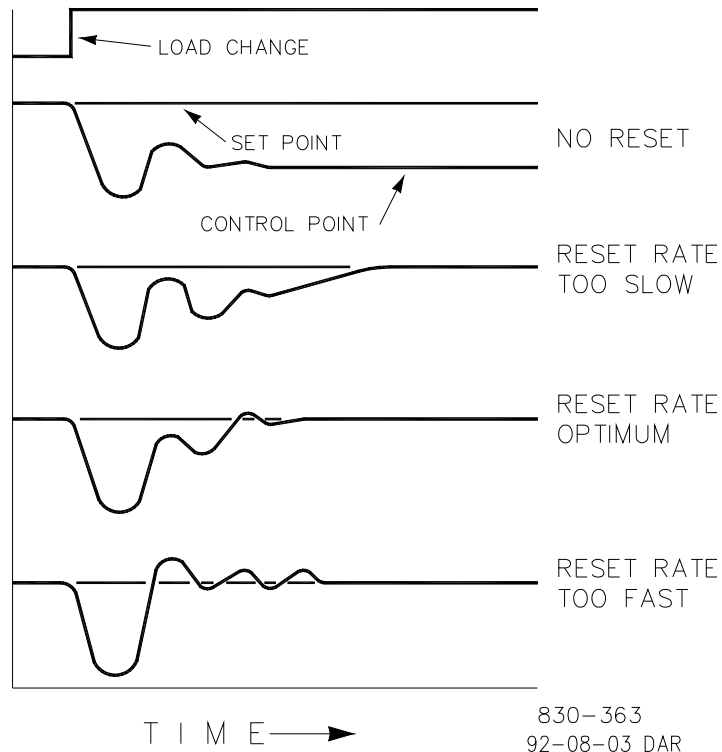 LOAD CHANGE
SET POINT
NO RESET
CONTROL POINT
RESET RATE
TOO SLOW
RESET RATE
OPTIMUM
RESET RATE
TOO FAST
TIME
830-363
92-08-03 DAR